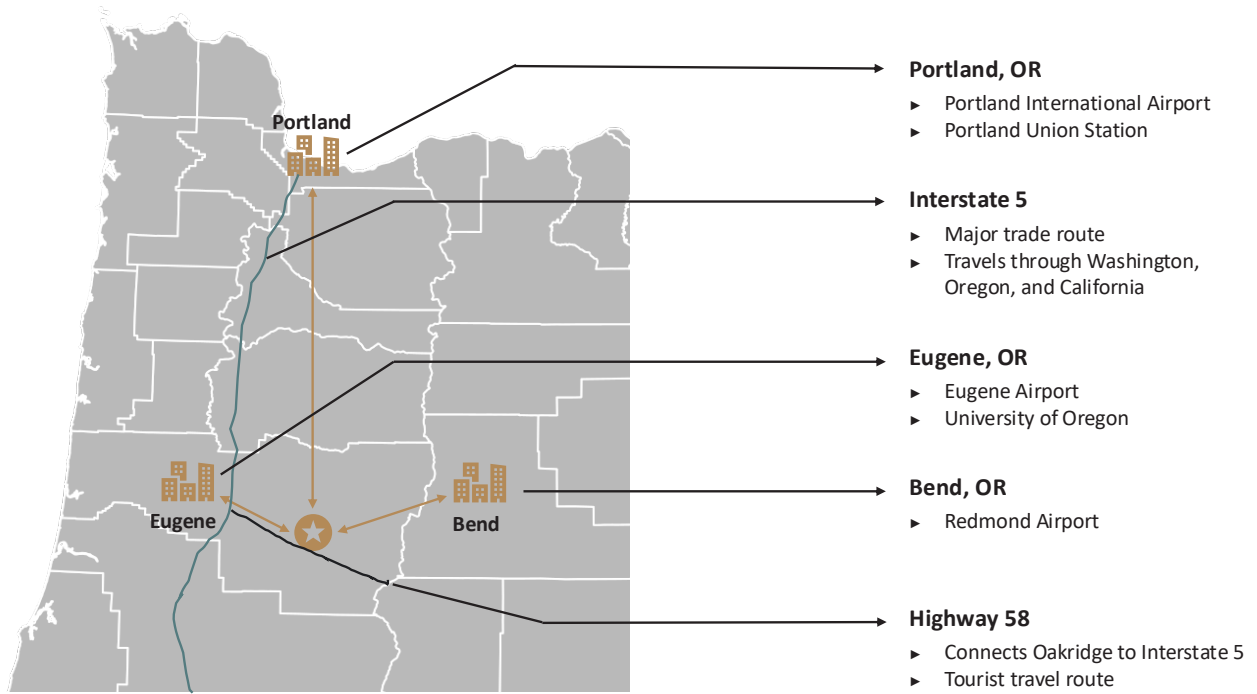 Portland
Eugene
Bend
Portland, OR
► Portland International Airport
► Portland Union Station
Interstate 5
► Major trade route
► Travels through Washington,
Oregon, and California
Eugene, OR
► Eugene Airport
► University of Oregon
Bend, OR
► Redmond Airport
Highway 58
► Connects Oakridge to Interstate 5
► Tourist travel route